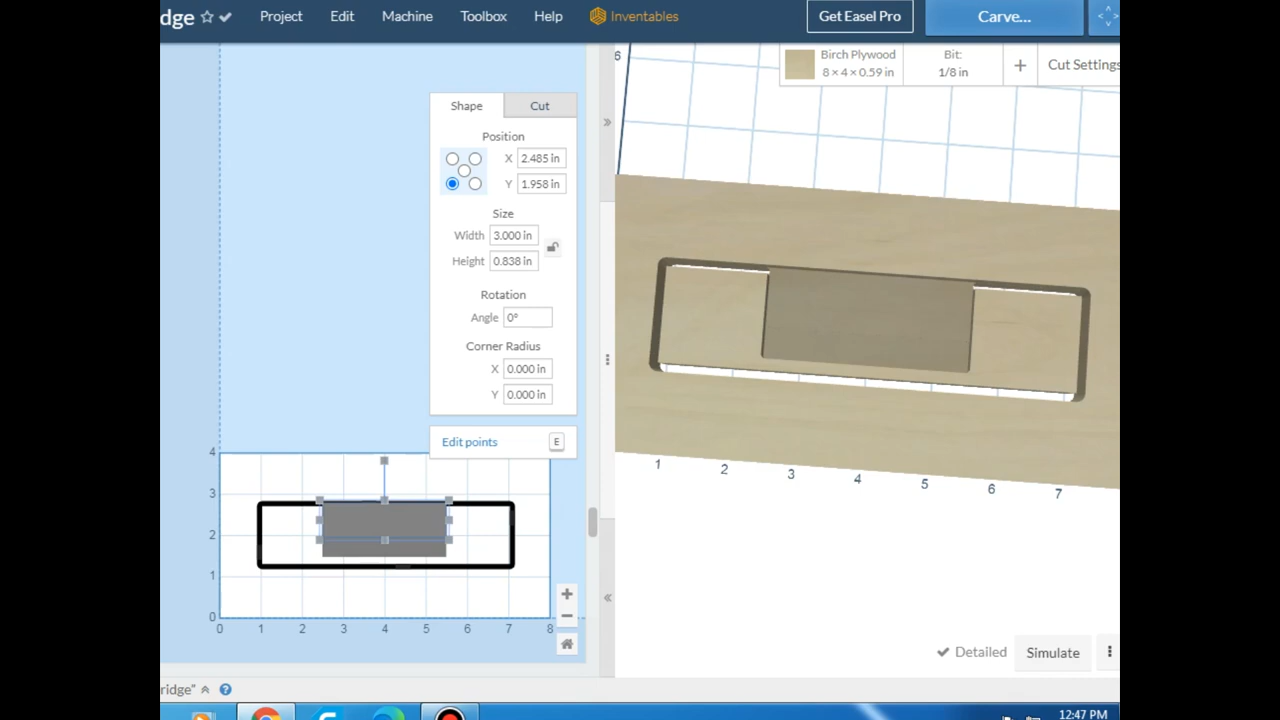 dge
Project
Edit
Machine
Toolbox
Help
Inventables
Get Easel Pro
Carve...
Birch Plywood
8 × 4 × 0.59 in
Bit:
1/8 in
+
Cut Settings
Shape
Cut
Position
X 2.485 in
Y 1.958 in
Size
Width 3.000 in
Height 0.838 in
Rotation
Angle 0°
Corner Radius
X 0.000 in
Y 0.000 in
Edit points E
4
3
2
1
0
0 1 2 3 4 5 6 7 8
6
1 2 3 4 5 6 7
Detailed
Simulate
ridge"
12:47 PM